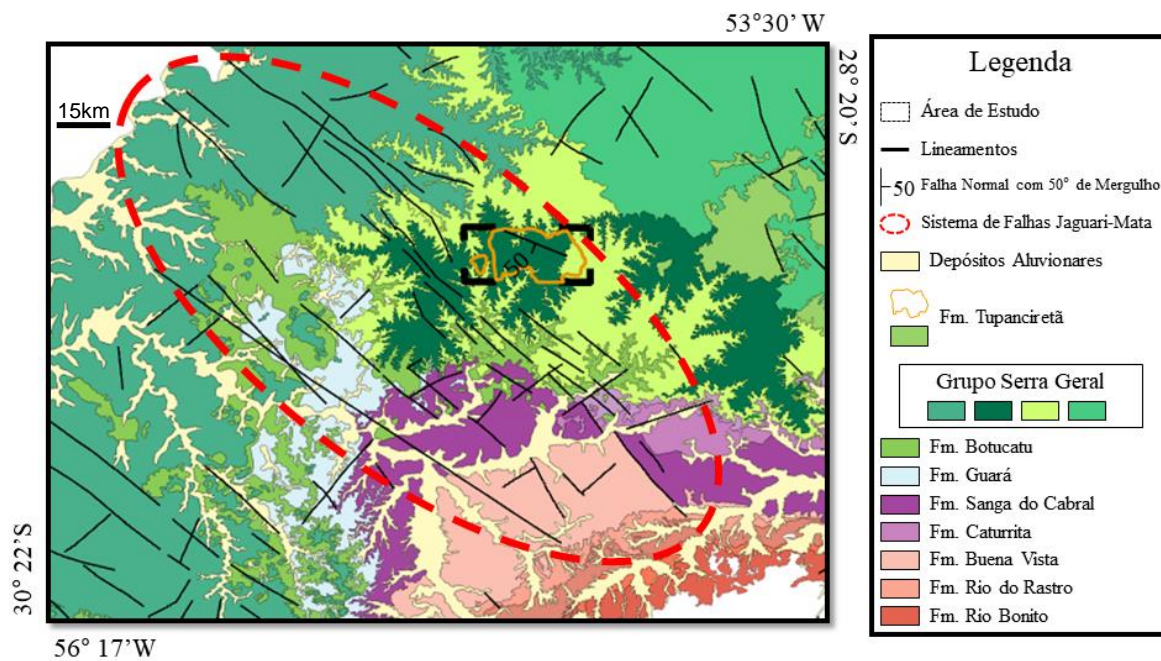 53°30' W
28° 20'S
15km
50
30° 22'S
56° 17'W
Legenda
Área de Estudo
Lineamentos
50 Falha Normal com 50° de Mergulho
Sistema de Falhas Jaguari-Mata
Depósitos Aluvionares
Fm. Tupanciretã
Grupo Serra Geral
Fm. Botucatu
Fm. Guará
Fm. Sanga do Cabral
Fm. Caturrita
Fm. Buena Vista
Fm. Rio do Rastro
Fm. Rio Bonito